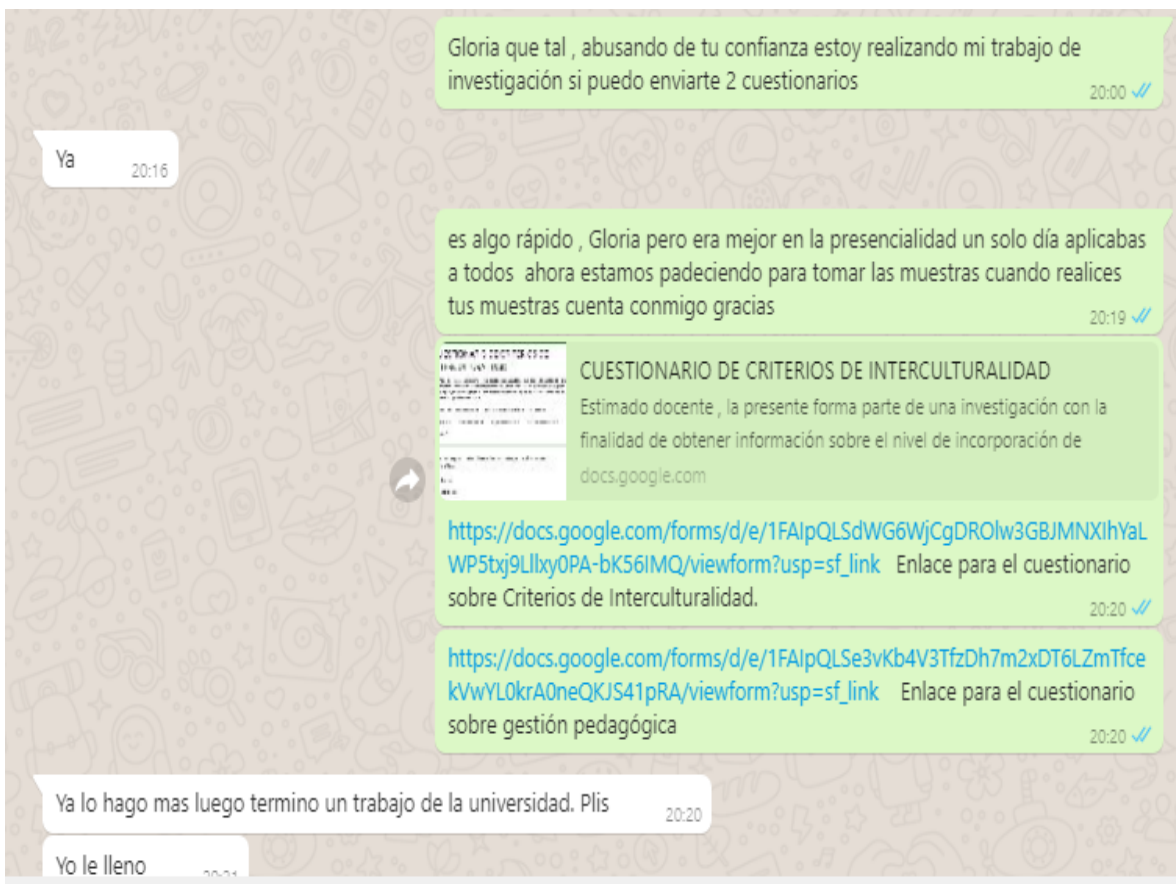 Gloria que tal , abusando de tu confianza estoy realizando mi trabajo de
investigación si puedo enviarte 2 cuestionarios
20:00
Ya
20:16
es algo rápido , Gloria pero era mejor en la presencialidad un solo día aplicabas
a todos ahora estamos padeciendo para tomar las muestras cuando realices
tus muestras cuenta conmigo gracias
20:19
CUESTIONARIO DE CRITERIOS DE INTERCULTURALIDAD
Estimado docente , la presente forma parte de una investigación con la
finalidad de obtener información sobre el nivel de incorporación de
docs.google.com
https://docs.google.com/forms/d/e/1FAIpQLSdWG6WjCgDROlw3GBJMNXIhYaL
WP5txj9Lllxy0PA-bK56IMQ/viewform?usp=sf_link Enlace para el cuestionario
sobre Criterios de Interculturalidad.
20:20
https://docs.google.com/forms/d/e/1FAIpQLSe3vKb4V3TfzDh7m2xDT6LZmTfce
kVwYL0krA0neQKJS41pRA/viewform?usp=sf_link Enlace para el cuestionario
sobre gestión pedagógica
20:20
Ya lo hago mas luego termino un trabajo de la universidad. Plis
20:20
Yo le lleno
20:21